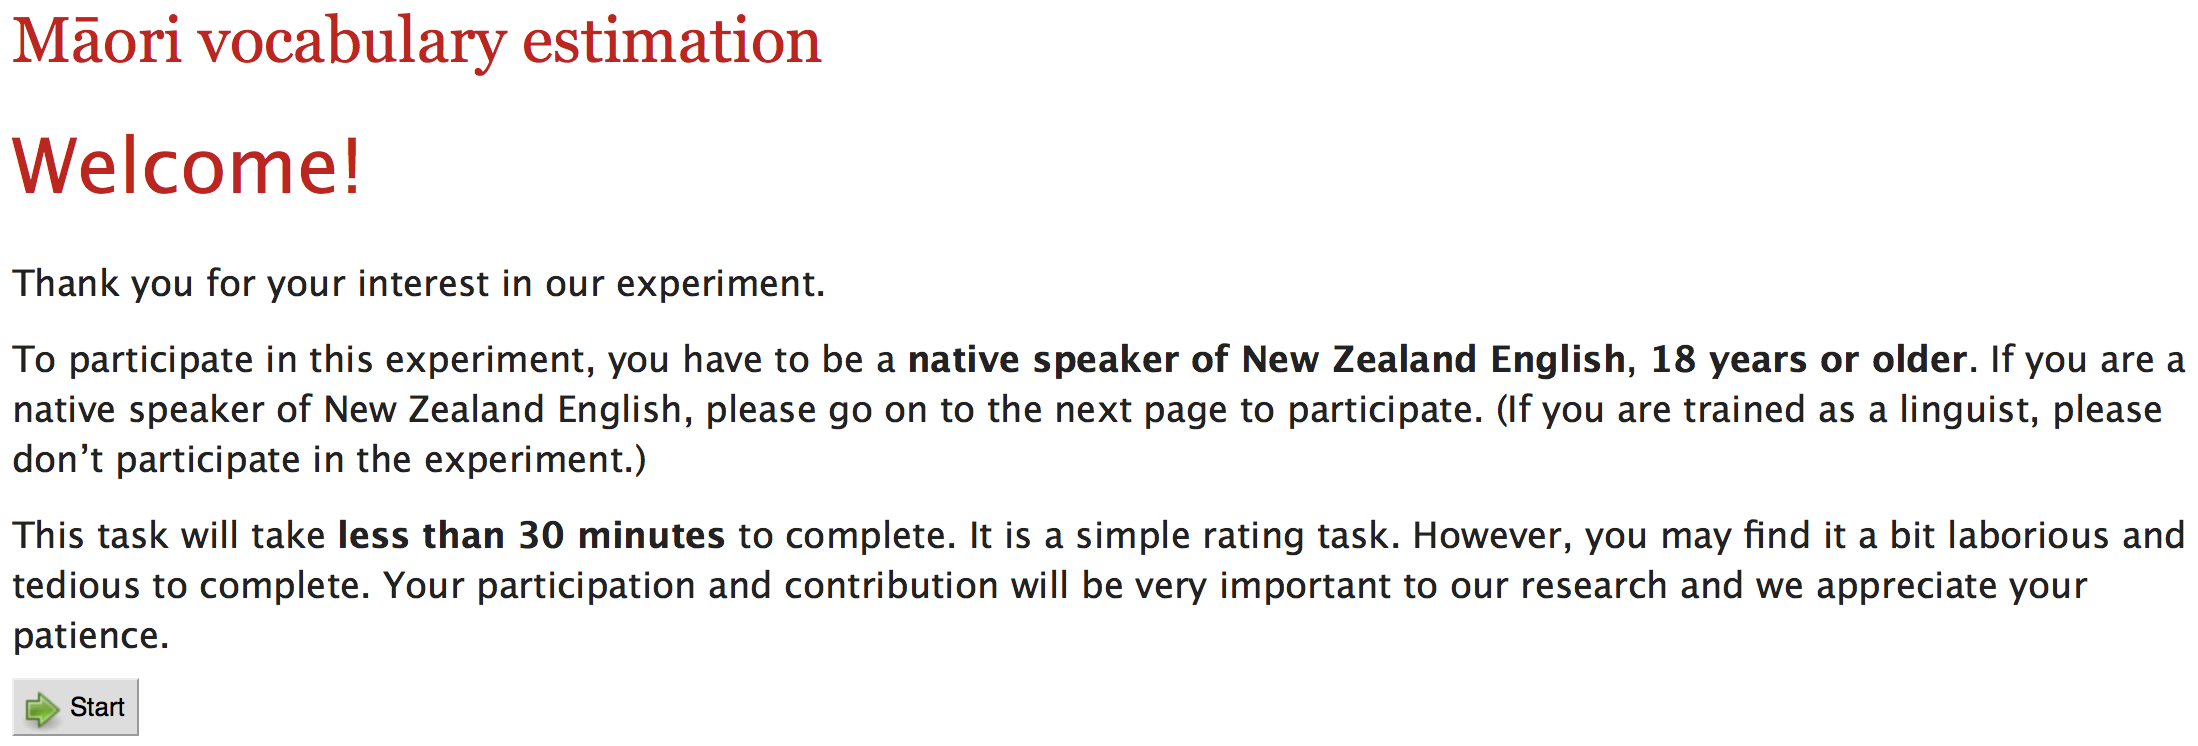 Māori vocabulary estimation
Welcome!
Thank you for your interest in our experiment.
To participate in this experiment, you have to be a native speaker of New Zealand English, 18 years or older. If you are a
native speaker of New Zealand English, please go on to the next page to participate. (If you are trained as a linguist, please
don’t participate in the experiment.)
This task will take less than 30 minutes to complete. It is a simple rating task. However, you may find it a bit laborious and
tedious to complete. Your participation and contribution will be very important to our research and we appreciate your
patience.
Start